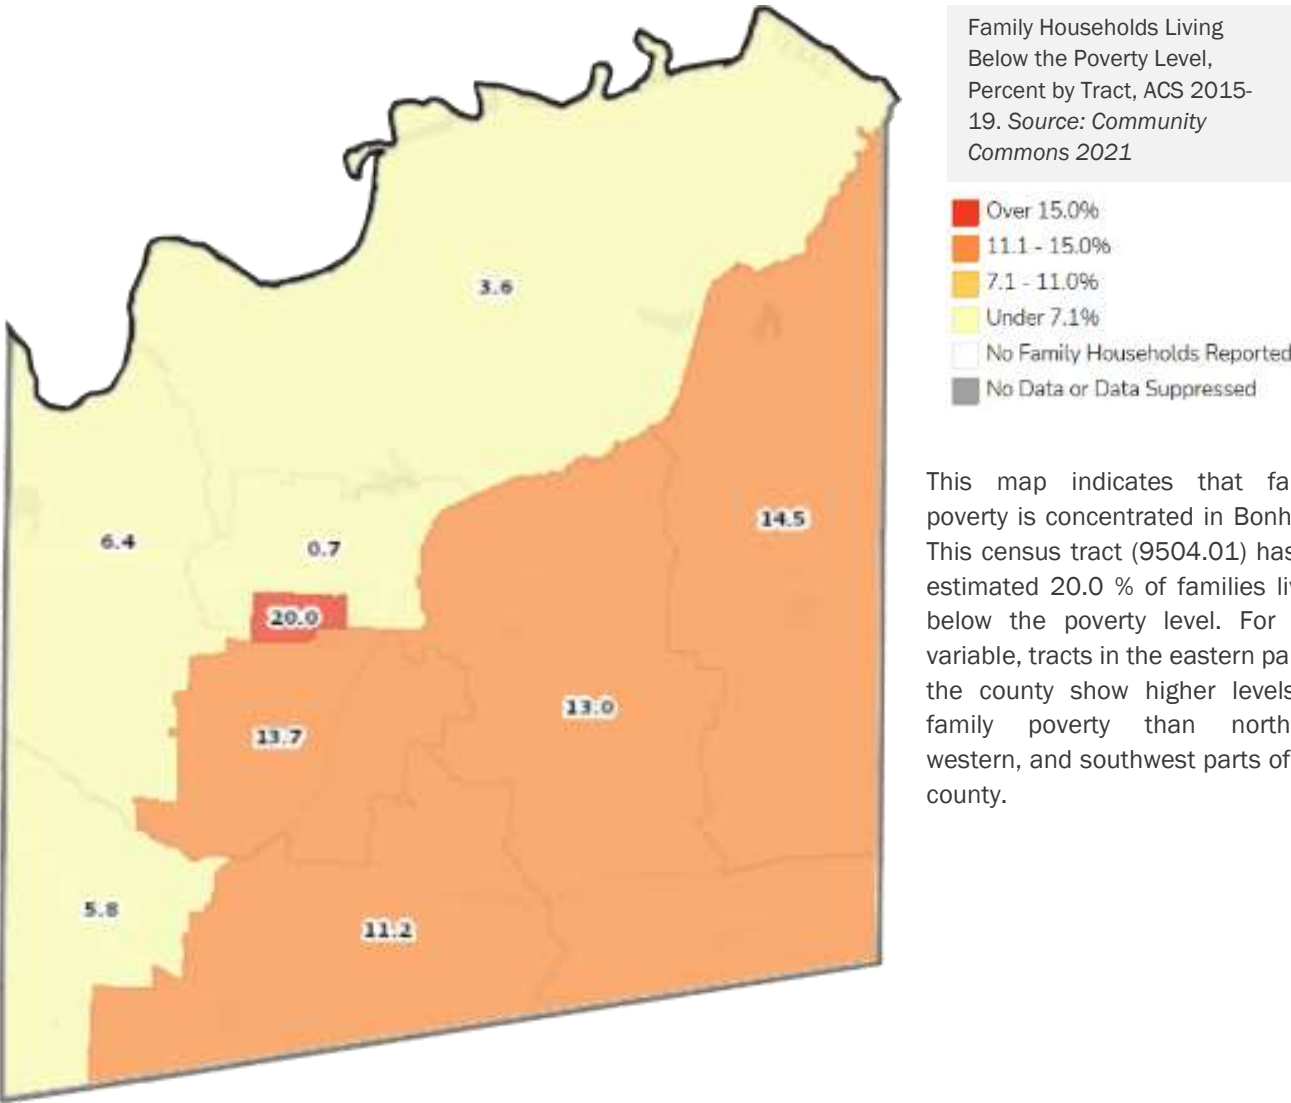 Family Households Living
Below the Poverty Level,
Percent by Tract, ACS 2015-
19. Source: Community
Commons 2021
Over 15.0%
11.1 - 15.0%
7.1 - 11.0%
Under 7.1%
No Family Households Reported
No Data or Data Suppressed
3.6
14.5
6.4
0.7
20.0
13.0
13.7
5.8
11.2
This map indicates that fa
poverty is concentrated in Bonh
This census tract (9504.01) has
estimated 20.0 % of families li
below the poverty level. For
variable, tracts in the eastern pa
the county show higher levels
family poverty than north
western, and southwest parts of
county.